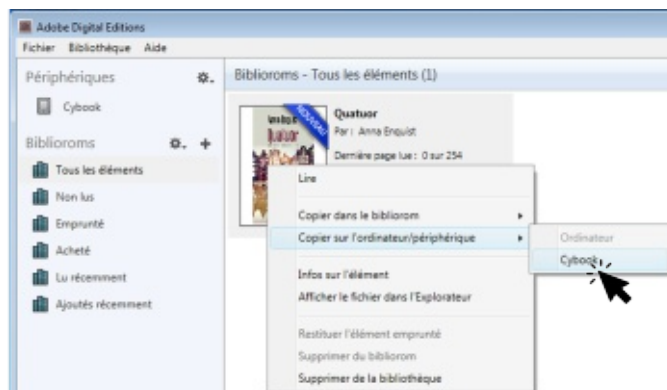 Adobe Digital Editions
Fichier Bibliothèque Aide
Périphériques
Cybook
Biblioroms
Tous les éléments
Non lus
Emprunté
Acheté
Lu récemment
Ajoutés récemment
Biblioroms - Tous les éléments (1)
NOUVEAU
Quatuor
Quatuor
Par : Anna Enquist
Dernière page lue : 0 sur 254
Lire
Copier dans le bibliorom
Copier sur l'ordinateur/périphérique
Infos sur l'élément
Afficher le fichier dans l'Explorateur
Restituer l'élément emprunté
Supprimer du bibliorom
Supprimer de la bibliothèque
Ordinateur
Cybook